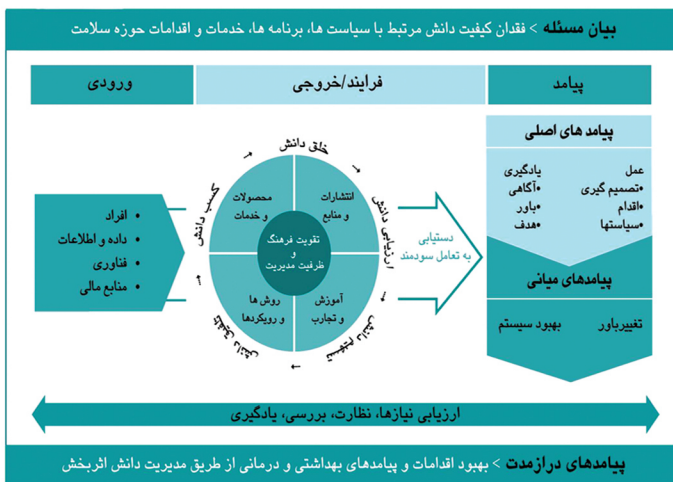 بیان مسئله > فقدان کیفیت دانش مرتبط با سیاست ها، برنامه ها، خدمات و اقدامات حوزه سلامت
ورودی
فرایند/خروجی
پیامد
افراد
داده و اطلاعات
فناوری
منابع مالی
کسب دانش
خلق دانش
ارزیابی دانش
تسهیم دانش
تلفیق دانش
محصولات
و خدمات
انتشارات
و منابع
تقویت فرهنگ
و
ظرفیت مدیریت
روش ها
و رویکردها
آموزش
و تجارب
دستیابی
به تعامل سودمند
پیامد های اصلی
یادگیری
•آگاهی
•باور
•هدف
عمل
•تصمیم گیری
•اقدام
•سیاستها
پیامدهای میانی
تغییرباور
بهبود سیستم
ارزیابی نیازها، نظارت، بررسی، یادگیری
پیامدهای درازمدت > بهبود اقدامات و پیامدهای بهداشتی و درمانی از طریق مدیریت دانش اثربخش